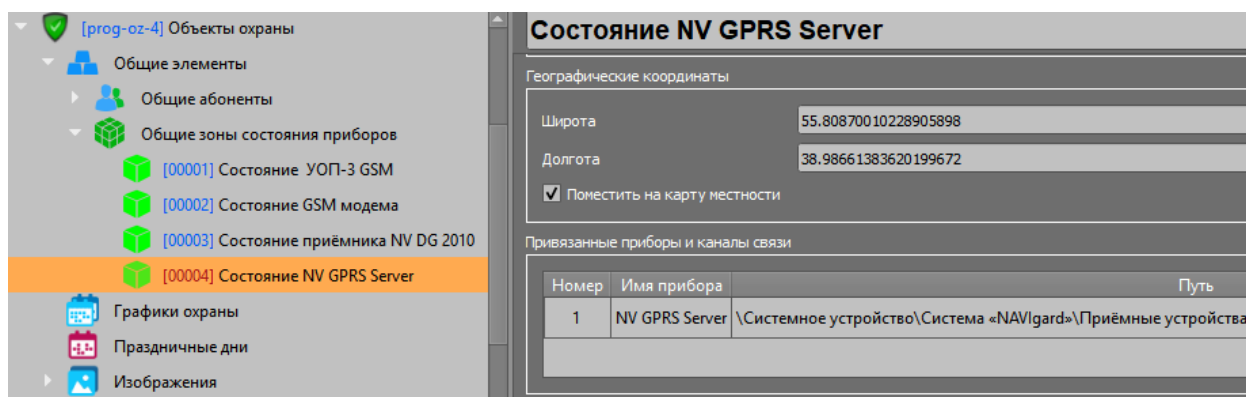 [prog-oz-4] Объекты охраны
Общие элементы
Общие абоненты
Общие зоны состояния приборов
[00001] Состояние УОП-3 GSM
[00002] Состояние GSM модема
[00003] Состояние приёмника NV DG 2010
[00004] Состояние NV GPRS Server
Графики охраны
Праздничные дни
Изображения
Состояние NV GPRS Server
Географические координаты
Широта 55.80870010228905898
Долгота 38.98661383620199672
Поместить на карту местности
Привязанные приборы и каналы связи
Номер Имя прибора Путь
1 NV GPRS Server \Системное устройство\Система «NAVIgard»\Приёмные устройства